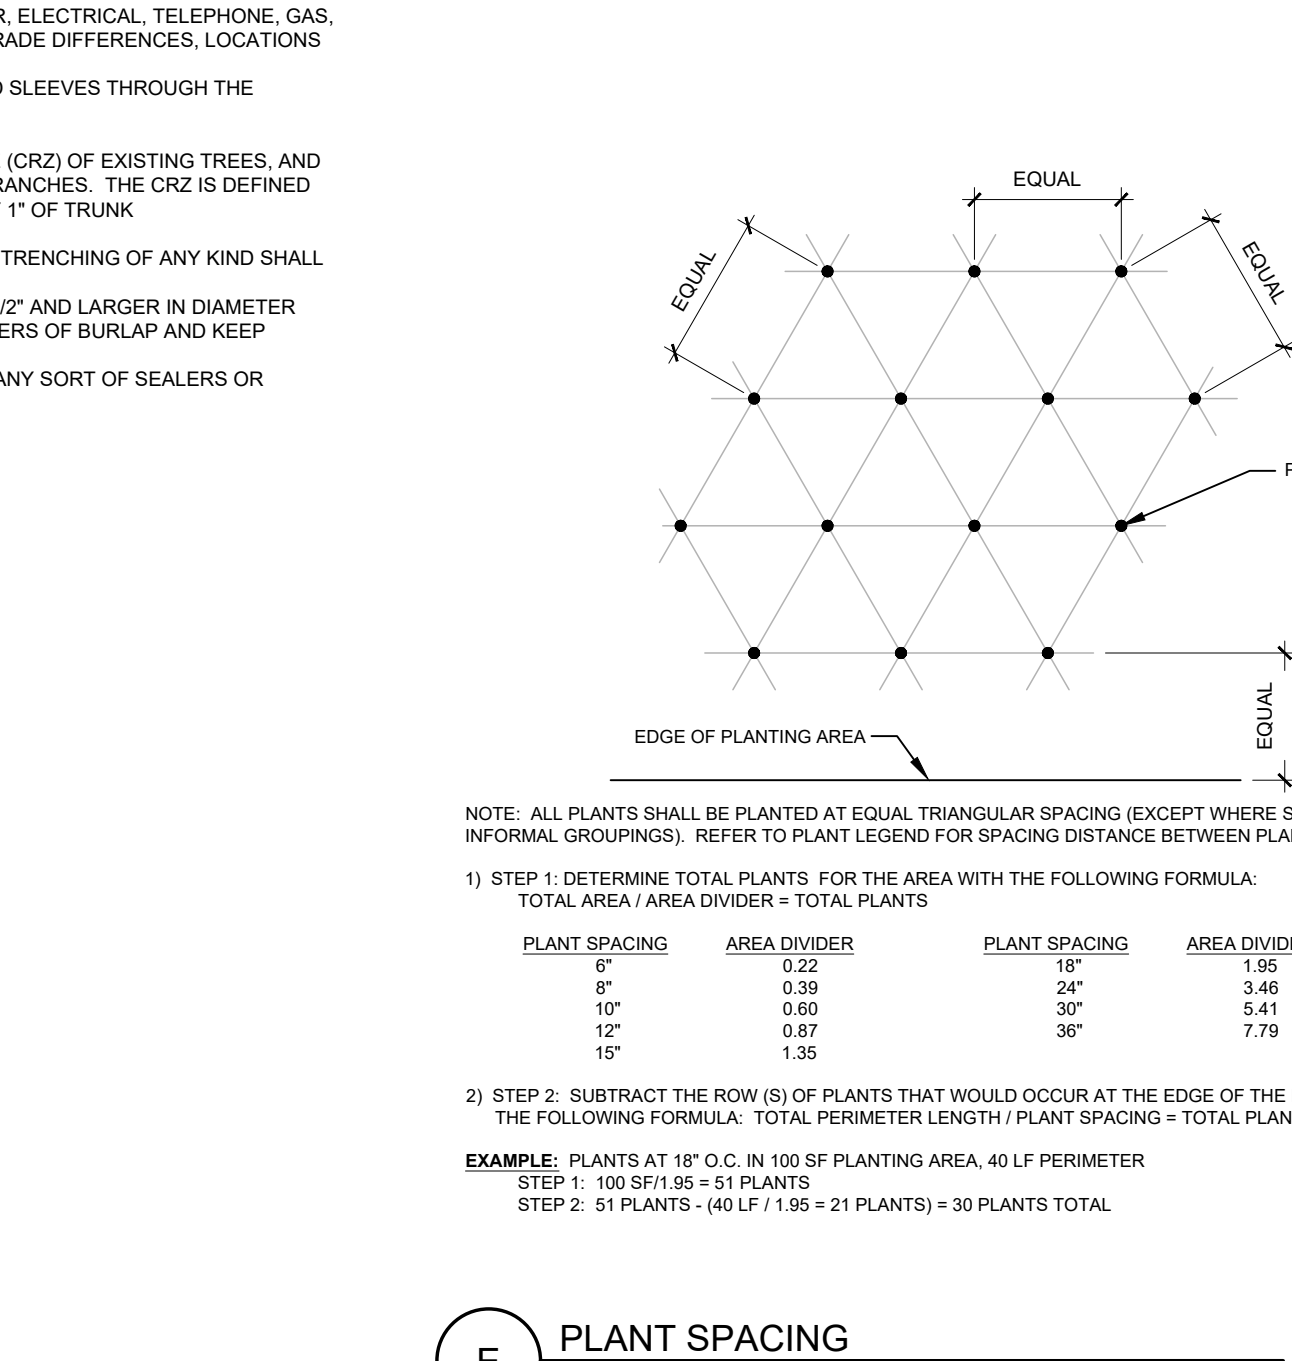 , ELECTRICAL, TELEPHONE, GAS,
DIFFERENCES, LOCATIONS
SLEEVES THROUGH THE
(CRZ) OF EXISTING TREES, AND
THE CRZ IS DEFINED
1" OF TRUNK
TRENCHING OF ANY KIND SHALL
/2" AND LARGER IN DIAMETER
OF BURLAP AND KEEP
ANY SORT OF SEALERS OR
EQUAL
EQUAL
EQUAL
EDGE OF PLANTING AREA
EQUAL
NOTE: ALL PLANTS SHALL BE PLANTED AT EQUAL TRIANGULAR SPACING (EXCEPT WHERE
INFORMAL GROUPINGS). REFER TO PLANT LEGEND FOR SPACING DISTANCE BETWEEN
1) STEP 1: DETERMINE TOTAL PLANTS FOR THE AREA WITH THE FOLLOWING FORMULA:
TOTAL AREA / AREA DIVIDER = TOTAL PLANTS
PLANT SPACING AREA DIVIDER PLANT SPACING AREA
6" 0.22 18" 1.95
8" 0.39 24" 3.46
10" 0.60 30" 5.41
12" 0.87 36" 7.79
15" 1.35
2) STEP 2: SUBTRACT THE ROW (S) OF PLANTS THAT WOULD OCCUR AT THE EDGE OF THE
THE FOLLOWING FORMULA: TOTAL PERIMETER LENGTH / PLANT SPACING = TOTAL
EXAMPLE: PLANTS AT 18" O.C. IN 100 SF PLANTING AREA, 40 LF PERIMETER
STEP 1: 100 SF/1.95 = 51 PLANTS
STEP 2: 51 PLANTS - (40 LF / 1.95 = 21 PLANTS) = 30 PLANTS TOTAL
PLANT SPACING